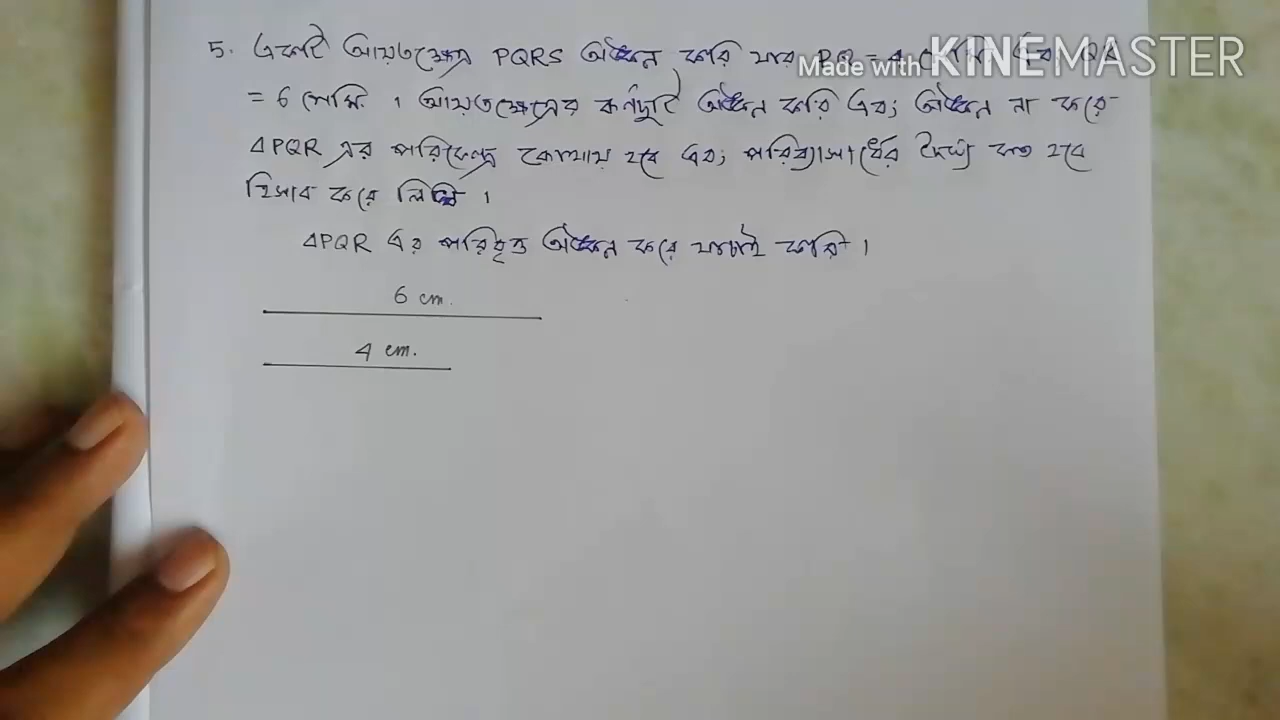 5. একটি আয়তক্ষেত্র PQRS অঙ্কন করি যার PQ = 4
Made with KINEMASTER
= 6 সেমি. । আয়তক্ষেত্রের কর্ণদুটি অঙ্কন করি এবং অঙ্কন না করে
ΔPQR এর পরিকেন্দ্র কোথায় হবে এবং পরিব্যাসার্ধের দৈর্ঘ্য কত হবে
হিসাব করে লিখি ।
ΔPQR এর পরিবৃত্ত অঙ্কন করে যাচাই করি ।
6 cm.
4 cm.